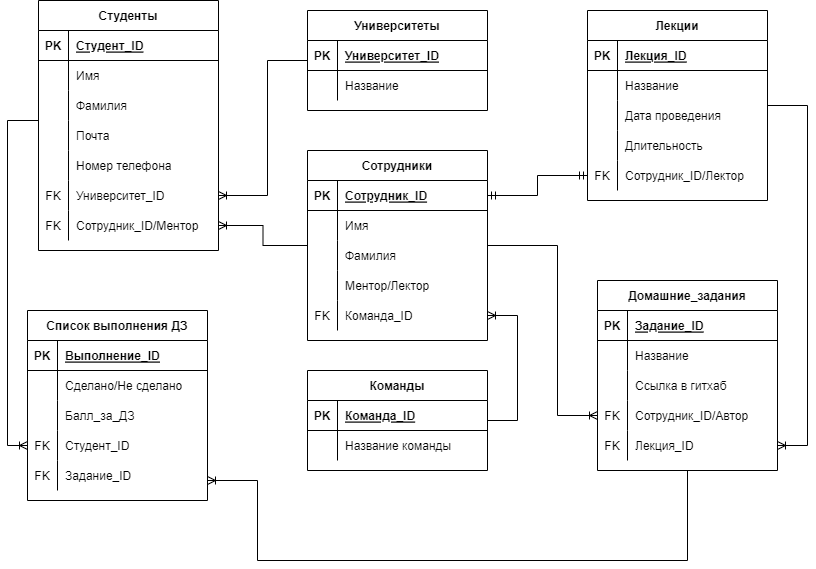 Студенты
PK Студент_ID
Имя
Фамилия
Почта
Номер телефона
FK Университет_ID
FK Сотрудник_ID/Ментор
Университеты
PK Университет_ID
Название
Лекции
PK Лекция_ID
Название
Дата проведения
Длительность
FK Сотрудник_ID/Лектор
Сотрудники
PK Сотрудник_ID
Имя
Фамилия
Ментор/Лектор
FK Команда_ID
Список выполнения ДЗ
PK Выполнение_ID
Сделано/Не сделано
Балл_за_ДЗ
FK Студент_ID
FK Задание_ID
Команды
PK Команда_ID
Название команды
Домашние_задания
PK Задание_ID
Название
Ссылка в гитхаб
FK Сотрудник_ID/Автор
FK Лекция_ID